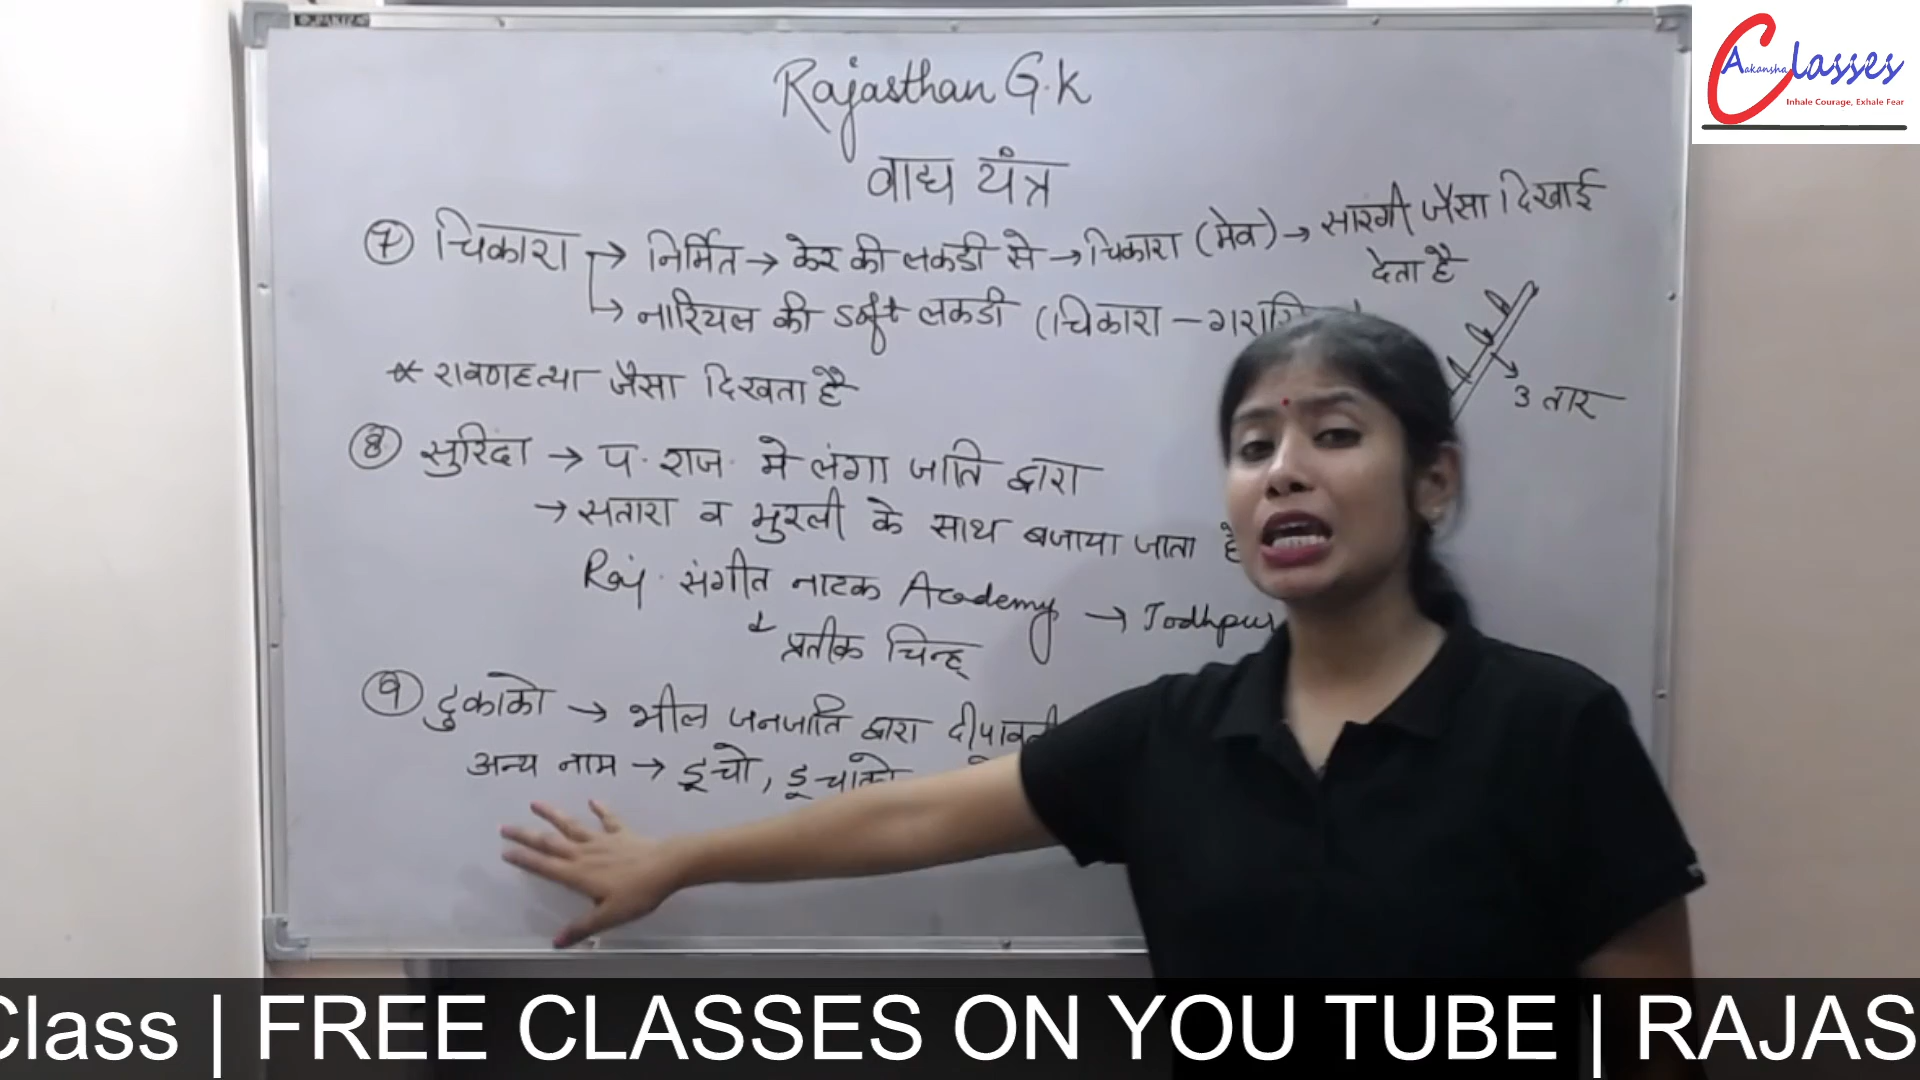 Rajasthan G.K
Aakansha Classes
Inhale Courage, Exhale Fear
वाद्य यंत्र
⑦ चिकारा → निर्मित → केर की लकडी से → चिकारा (मेव) → सारंगी जैसा दिखाई देता है
→ नारियल की soft लकडी (चिकारा -
3 तार
* रावणहत्था जैसा दिखता है
⑧ सुरिंदा → प. राज. मे लंगा जाति द्वारा
→ सतारा व मुरली के साथ बजाया जाता है
Raj. संगीत नाटक Academy → Jodhpur
↓ प्रतीक चिन्ह्
⑨ टुकाको → भील जनजाति द्वारा दीपावली
अन्य नाम → डूचो, डूचाको
Class | FREE CLASSES ON YOU TUBE | RAJAS